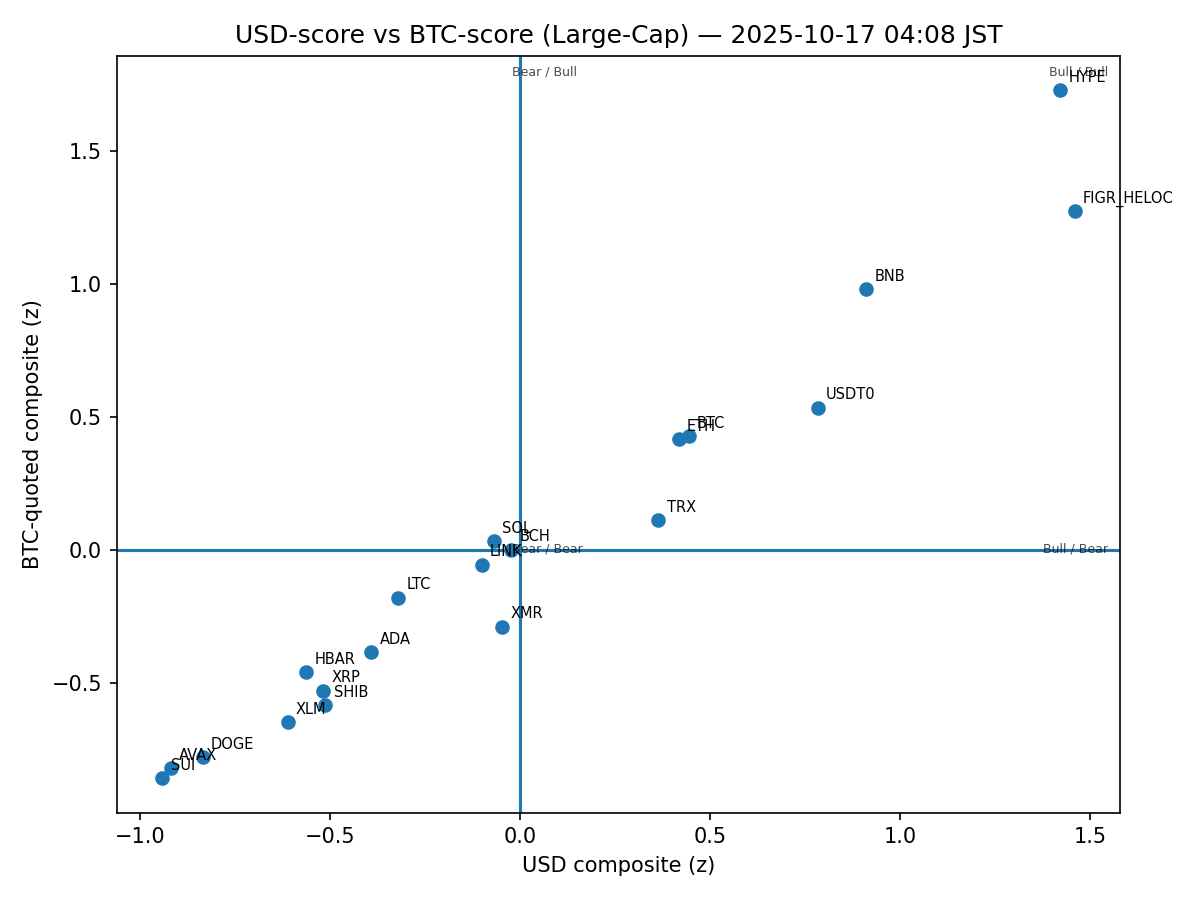 USD-score vs BTC-score (Large-Cap) — 2025-10-17 04:08 JST
Bear / Bull
Bull / Bull
HYPE
FIGR_HELOC
BNB
USDT0
BTC
ETH
TRX
SOL
BCH
LINK
Bear / Bear
Bull / Bear
LTC
XMR
ADA
HBAR
XRP
SHIB
XLM
DOGE
AVAX
SUI
1.5
1.0
0.5
0.0
−0.5
−1.0
−0.5
0.0
0.5
1.0
1.5
USD composite (z)
BTC-quoted composite (z)